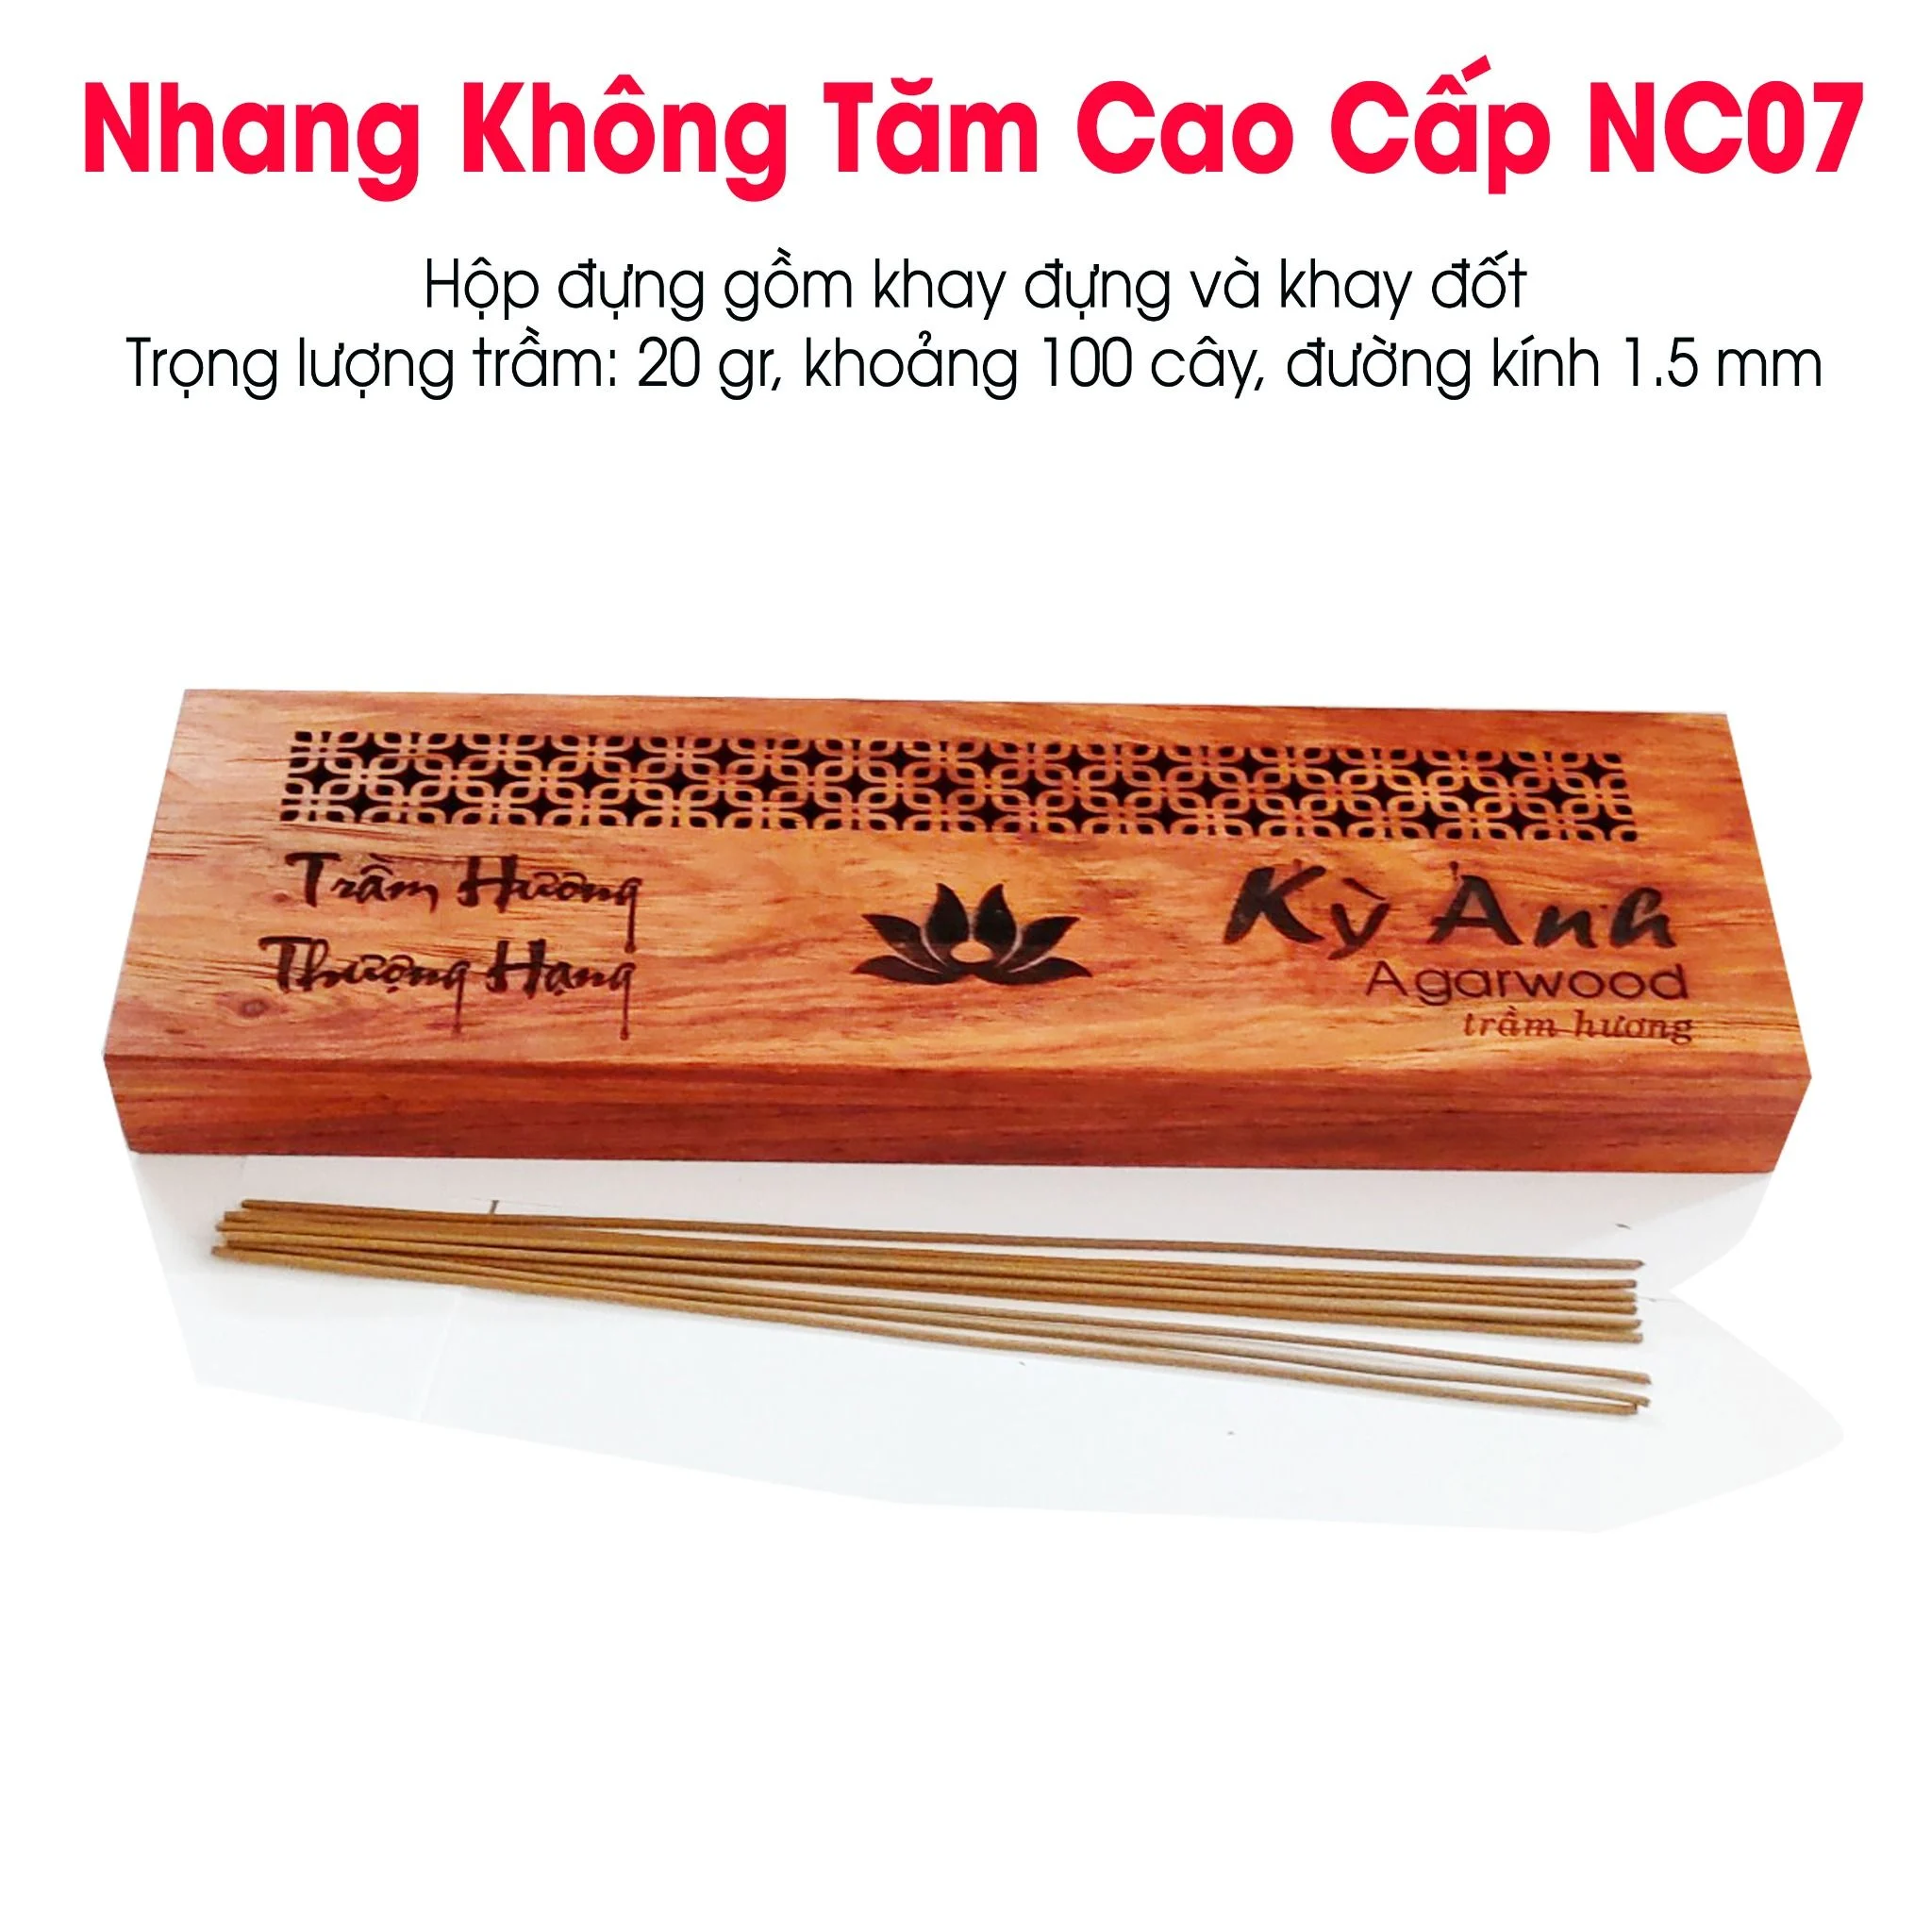 Nhang Không Tăm Cao Cấp NC07
Hộp đựng gồm khay đựng và khay đốt
Trọng lượng trầm: 20 gr, khoảng 100 cây, đường kính 1.5 mm
Trầm Hương
Thượng Hạng
Kỳ Anh
Agarwood
trầm hương